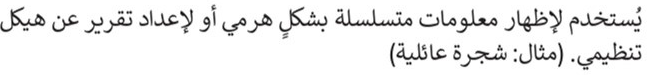 يُستخدم لإظهار معلومات متسلسلة بشكلٍ هرمي أو لإعداد تقرير عن هيكل
تنظيمي. (مثال: شجرة عائلية)